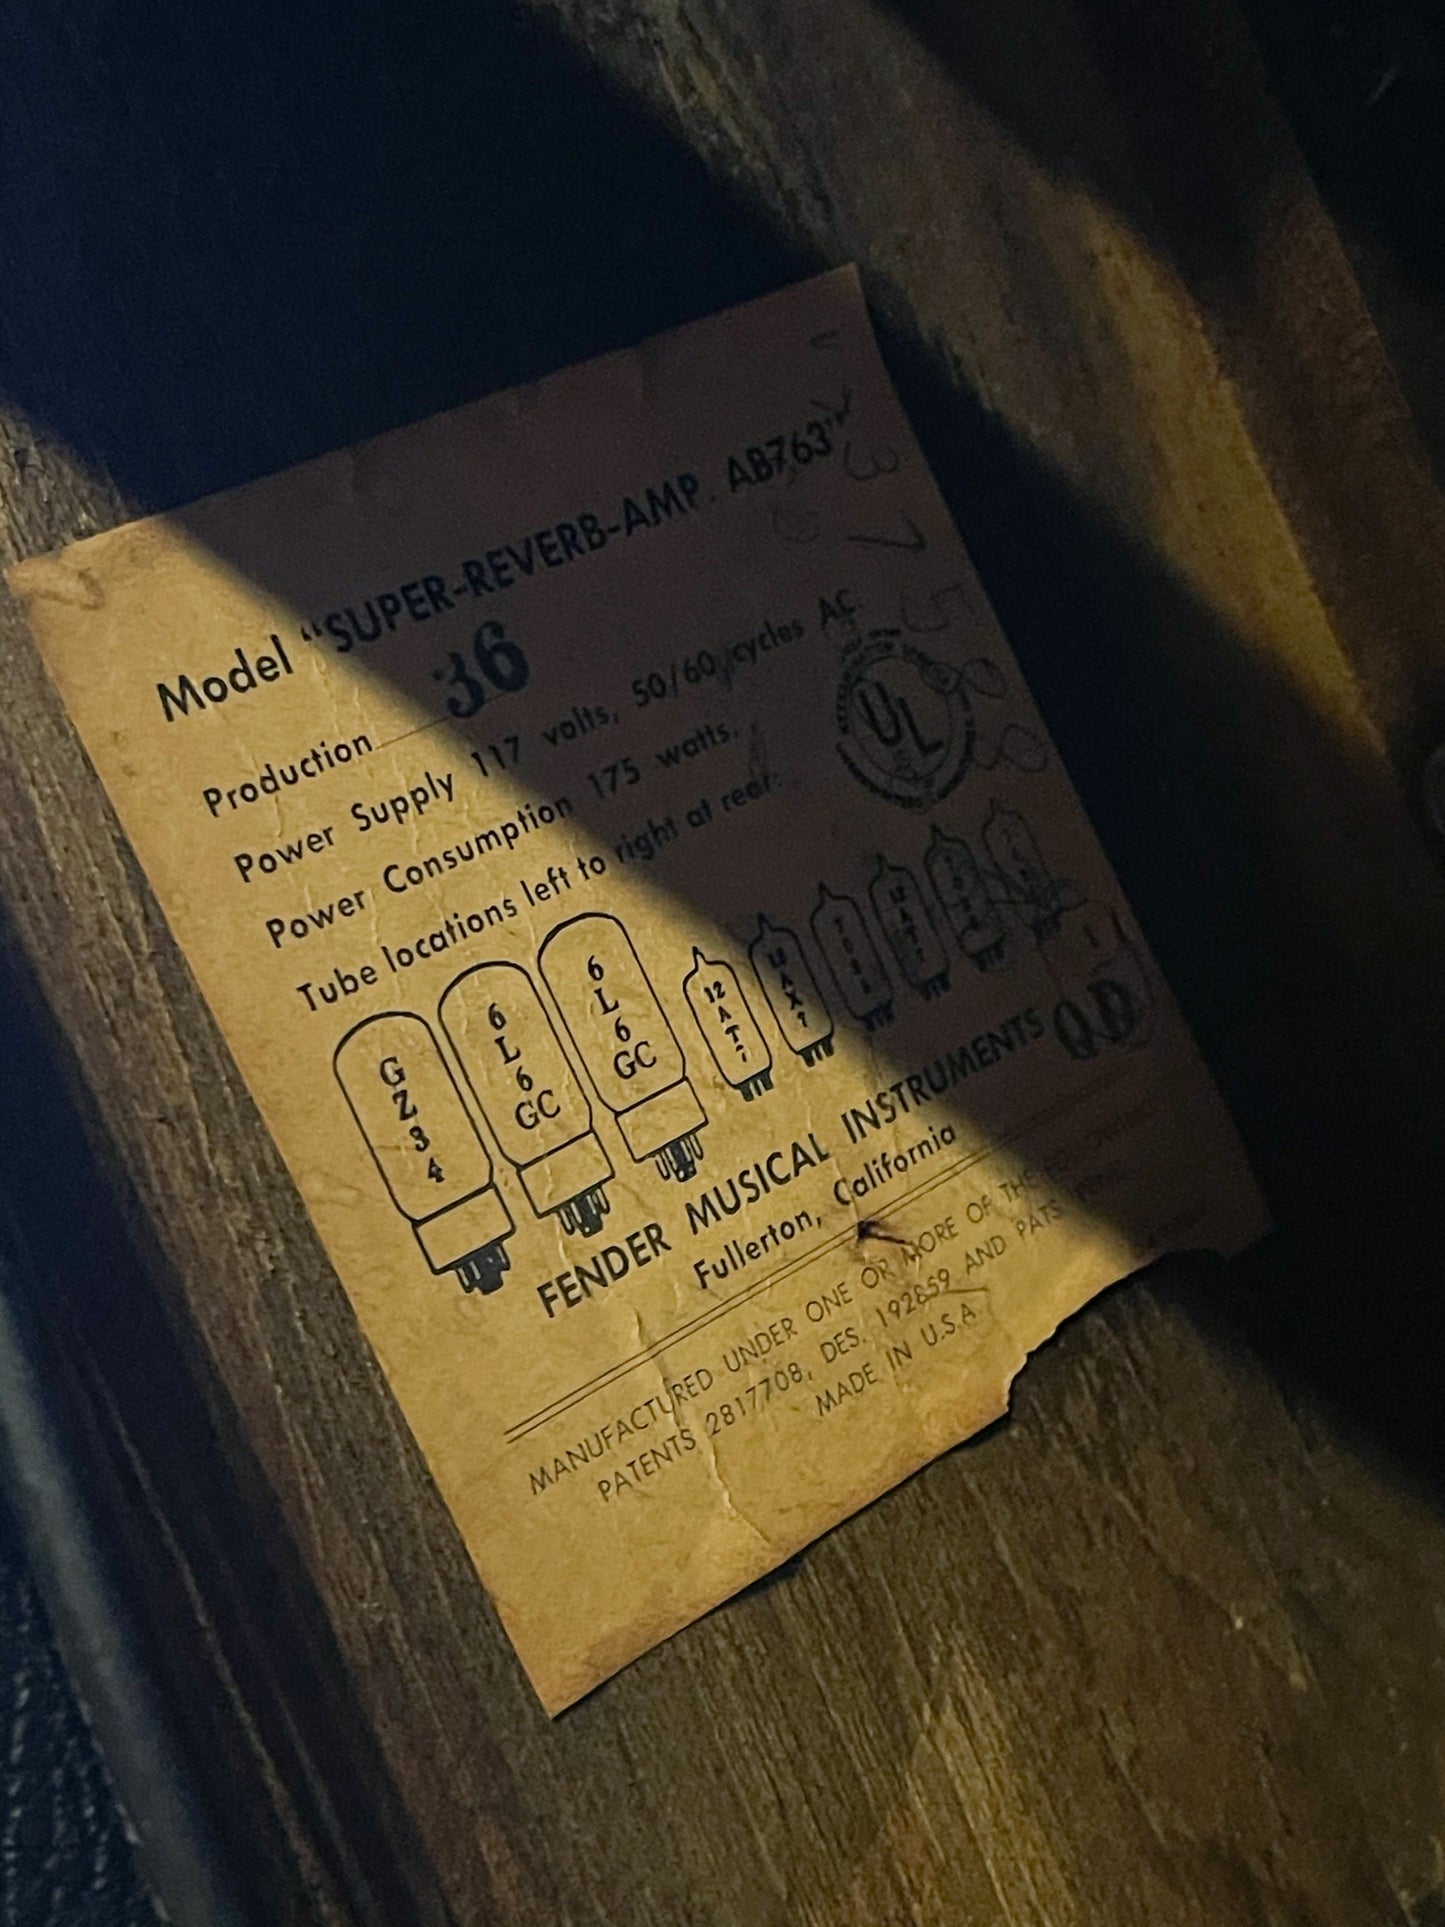 Model "SUPER-REVERB-AMP. AB763"
Production 36
Power Supply 117 volts, 50/60 cycles AC
Power Consumption 175 watts.
Tube locations left to right at rear:
UL
GZ34
6L6GC
6L6GC
12AT7
12AX7
FENDER MUSICAL INSTRUMENTS
Fullerton, California
MANUFACTURED UNDER ONE OR MORE OF THE
PATENTS 2817708, DES. 192859 AND PATS
MADE IN U.S.A.